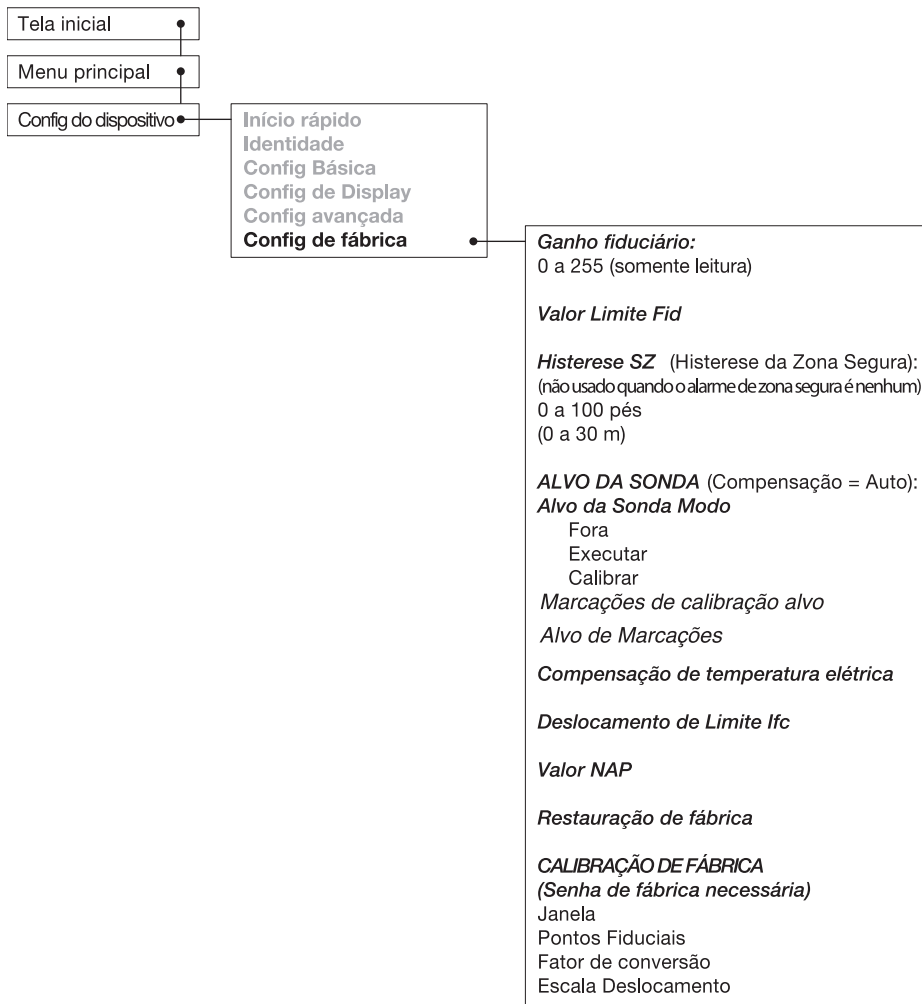 Tela inicial
Menu principal
Config do dispositivo
Início rápido
Identidade
Config Básica
Config de Display
Config avançada
Config de fábrica
Ganho fiduciário:
0 a 255 (somente leitura)
Valor Limite Fid
Histerese SZ (Histerese da Zona Segura):
(não usado quando o alarme de zona segura é nenhum)
0 a 100 pés
(0 a 30 m)
ALVO DA SONDA (Compensação = Auto):
Alvo da Sonda Modo
Fora
Executar
Calibrar
Marcações de calibração alvo
Alvo de Marcações
Compensação de temperatura elétrica
Deslocamento de Limite Ifc
Valor NAP
Restauração de fábrica
CALIBRAÇÃO DE FÁBRICA
(Senha de fábrica necessária)
Janela
Pontos Fiduciais
Fator de conversão
Escala Deslocamento